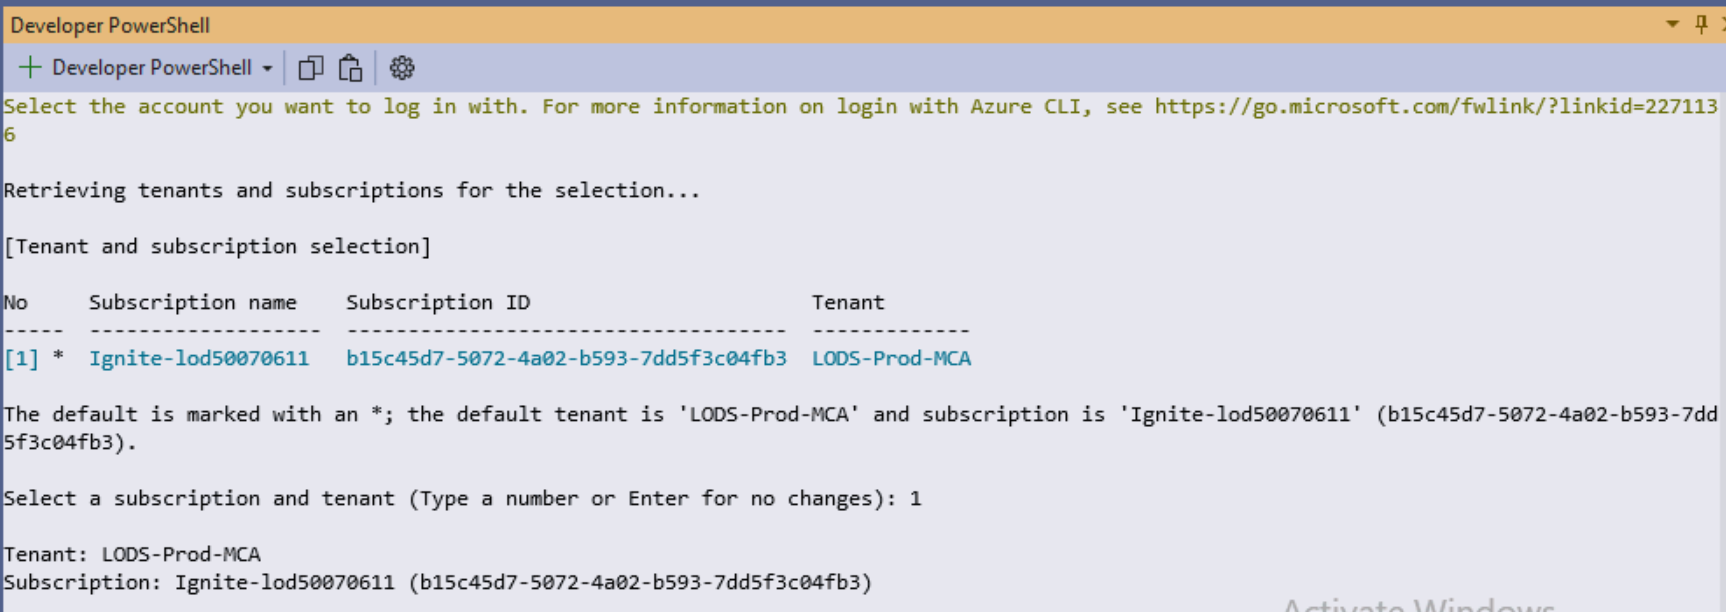 Developer PowerShell
Developer PowerShell
Select the account you want to log in with. For more information on login with Azure CLI, see https://go.microsoft.com/fwlink/?linkid=227113
6
Retrieving tenants and subscriptions for the selection...
[Tenant and subscription selection]
No     Subscription name    Subscription ID                       Tenant
-----  -------------------  ------------------------------------  -------------
[1] *  Ignite-lod50070611   b15c45d7-5072-4a02-b593-7dd5f3c04fb3  LODS-Prod-MCA
The default is marked with an *; the default tenant is 'LODS-Prod-MCA' and subscription is 'Ignite-lod50070611' (b15c45d7-5072-4a02-b593-7dd
5f3c04fb3).
Select a subscription and tenant (Type a number or Enter for no changes): 1
Tenant: LODS-Prod-MCA
Subscription: Ignite-lod50070611 (b15c45d7-5072-4a02-b593-7dd5f3c04fb3)
Activate Windows